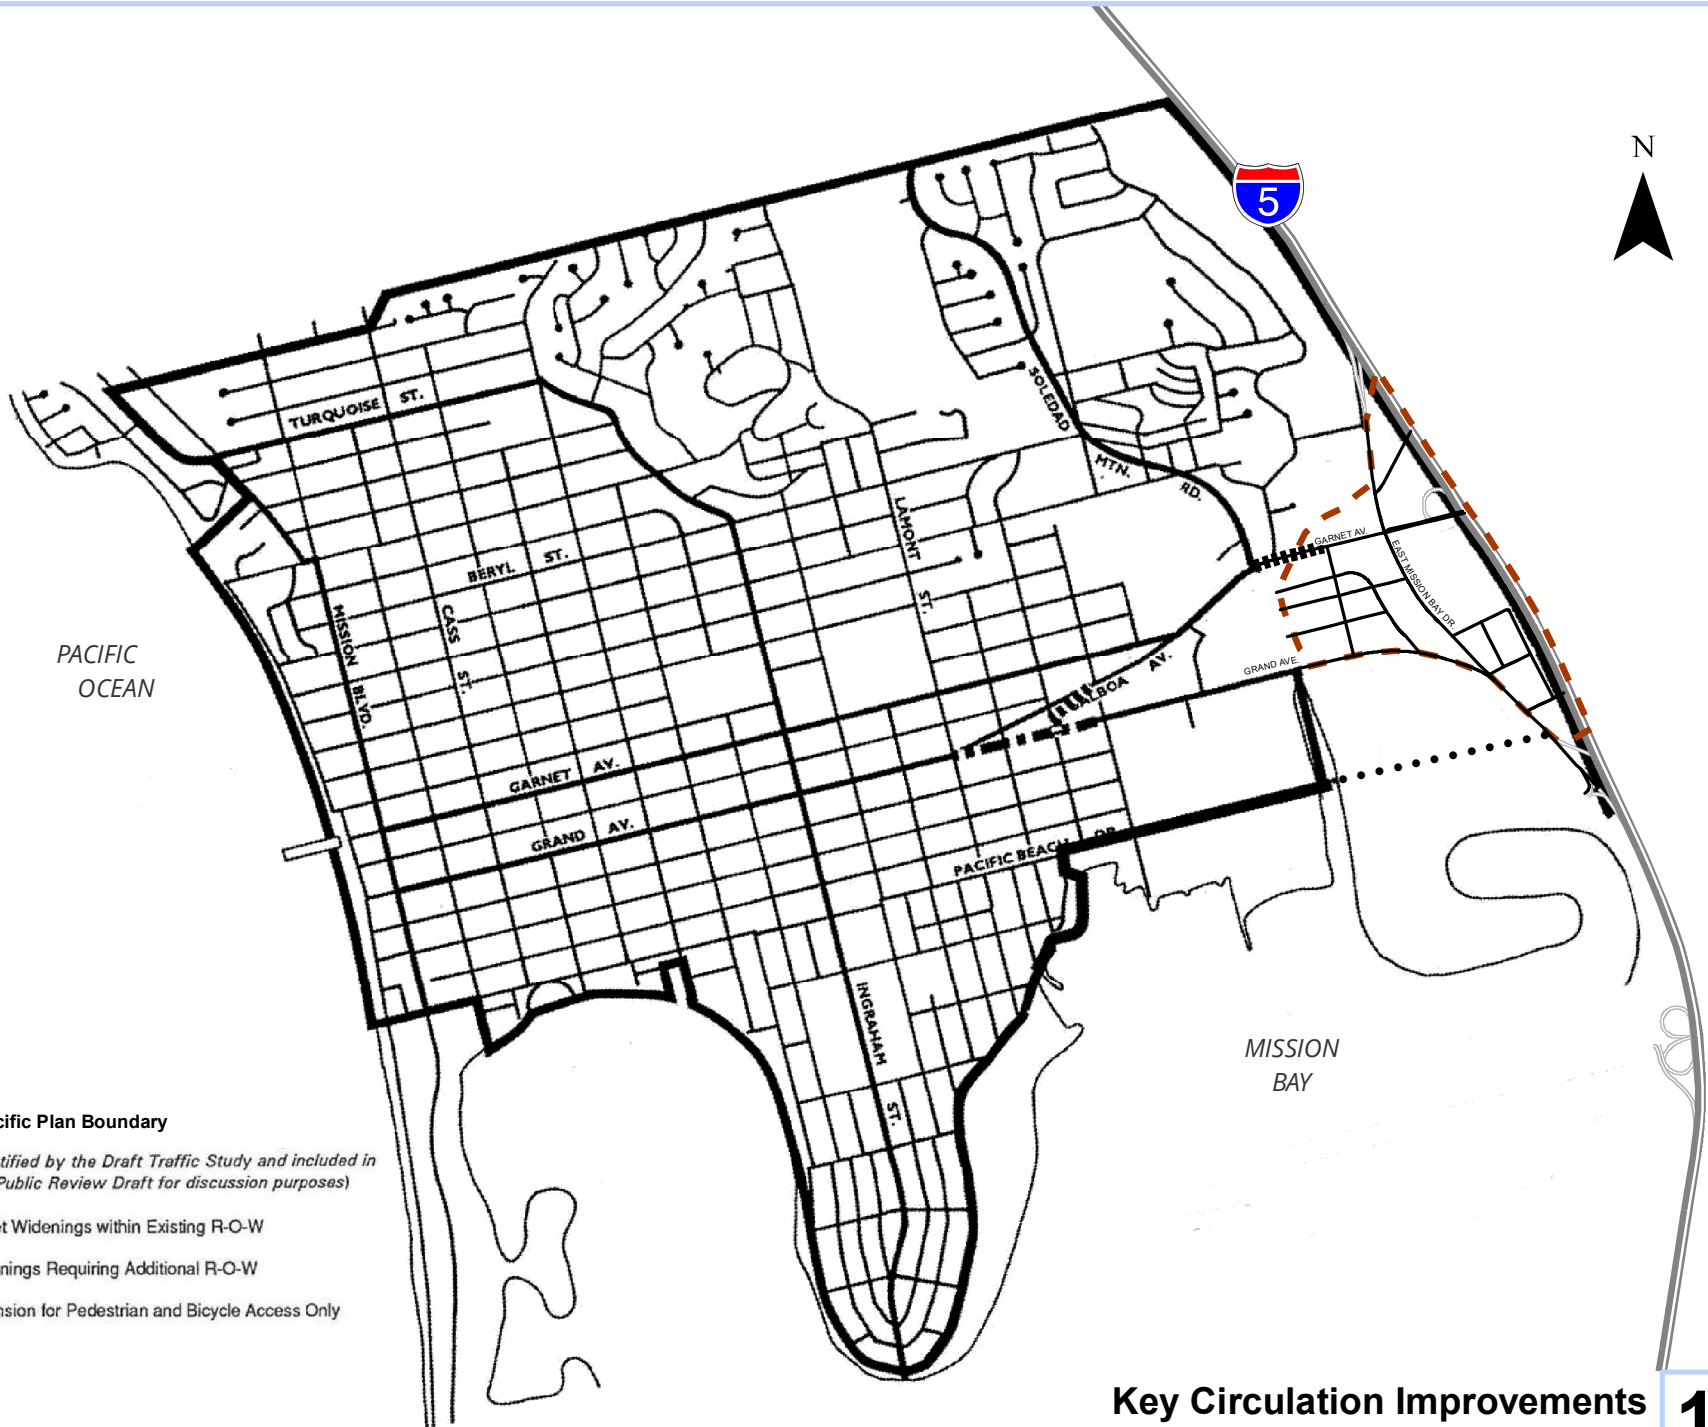 N
5
TURQUOISE ST.
SOLEDAD
MTN.
RD.
LAMONT
ST.
GARNET AV.
EAST MISSION BAY DR.
BERYL ST.
MISSION
BLVD.
CASS
ST.
PACIFIC
OCEAN
BALBOA AV.
GRAND AVE.
GARNET AV.
GRAND AV.
PACIFIC BEACH DR
INGRAHAM
ST.
MISSION
BAY
cific Plan Boundary
tified by the Draft Traffic Study and included in
Public Review Draft for discussion purposes)
t Widenings within Existing R-O-W
nings Requiring Additional R-O-W
nsion for Pedestrian and Bicycle Access Only
Key Circulation Improvements
1